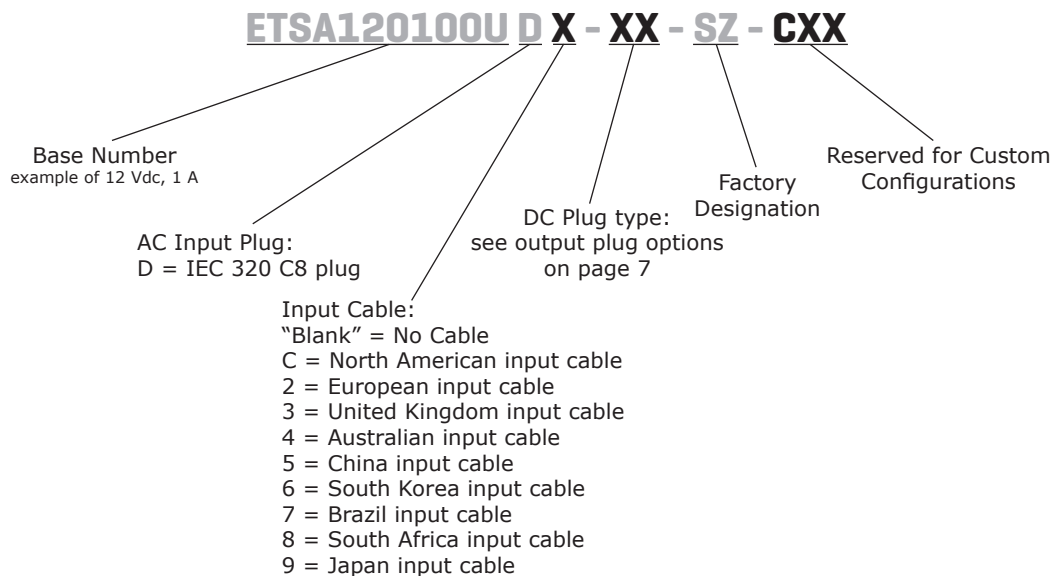 ETSA120100U D X - XX - SZ - CXX
Base Number
example of 12 Vdc, 1 A
AC Input Plug:
D = IEC 320 C8 plug
Input Cable:
“Blank” = No Cable
C = North American input cable
2 = European input cable
3 = United Kingdom input cable
4 = Australian input cable
5 = China input cable
6 = South Korea input cable
7 = Brazil input cable
8 = South Africa input cable
9 = Japan input cable
DC Plug type:
see output plug options
on page 7
Factory
Designation
Reserved for Custom
Configurations